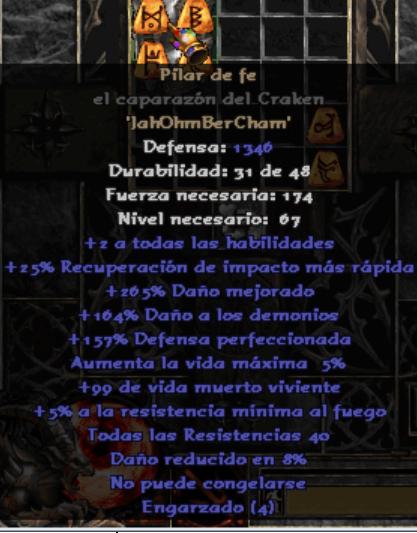 Pilar de fe
el caparazón del Craken
'JahOhmBerCham'
Defensa: 1346
Durabilidad: 31 de 48
Fuerza necesaria: 174
Nivel necesario: 67
+2 a todas las habilidades
+25% Recuperación de impacto más rápida
+265% Daño mejorado
+164% Daño a los demonios
+157% Defensa perfeccionada
Aumenta la vida máxima 5%
+99 de vida muerto viviente
+5% a la resistencia mínima al fuego
Todas las Resistencias 40
Daño reducido en 8%
No puede congelarse
Engarzado (4)